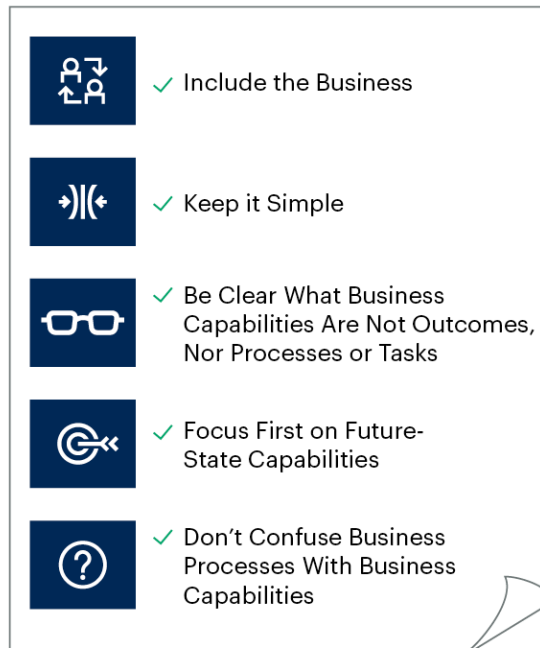 Include the Business
Keep it Simple
Be Clear What Business
Capabilities Are Not Outcomes,
Nor Processes or Tasks
Focus First on Future-
State Capabilities
Don’t Confuse Business
Processes With Business
Capabilities